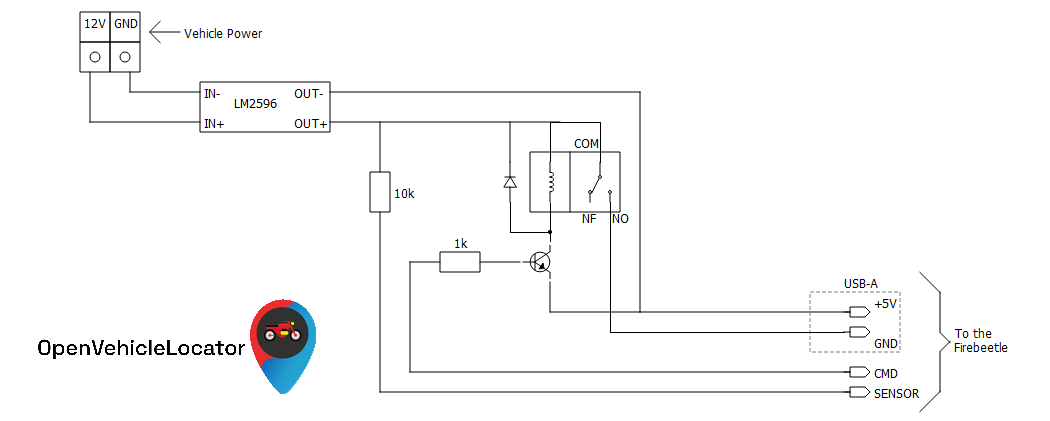 12V GND
Vehicle Power
IN- OUT-
LM2596
IN+ OUT+
COM
10k
NF NO
1k
USB-A
+5V
GND
To the
Firebeetle
OpenVehicleLocator
CMD
SENSOR